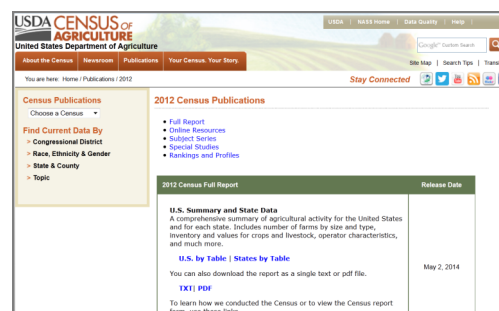 USDA CENSUS OF
AGRICULTURE
United States Department of Agriculture
USDA | NASS Home | Data Quality | Help |
Google™ Custom Search
About the Census Newsroom Publications Your Census. Your Story.
Site Map | Search Tips |
You are here: Home / Publications / 2012
Stay Connected
Census Publications
Choose a Census
Find Current Data By
Congressional District
Race, Ethnicity & Gender
State & County
Topic
2012 Census Publications
• Full Report
• Online Resources
• Subject Series
• Special Studies
• Rankings and Profiles
2012 Census Full Report Release Date
U.S. Summary and State Data
A comprehensive summary of agricultural activity for the United States
and for each state. Includes number of farms by size and type,
inventory and values for crops and livestock, operator characteristics,
and much more.
U.S. by Table | States by Table
You can also download the report as a single text or pdf file.
May 2, 2014
TXT| PDF
To learn how we conducted the Census or to view the Census report